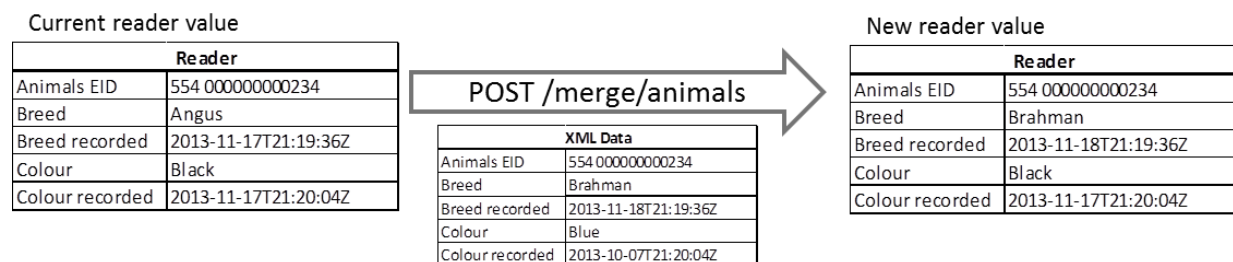 Current reader value
Reader
Animals EID 554 000000000234
Breed Angus
Breed recorded 2013-11-17T21:19:36Z
Colour Black
Colour recorded 2013-11-17T21:20:04Z
POST /merge/animals
XML Data
Animals EID 554 000000000234
Breed Brahman
Breed recorded 2013-11-18T21:19:36Z
Colour Blue
Colour recorded 2013-10-07T21:20:04Z
New reader value
Reader
Animals EID 554 000000000234
Breed Brahman
Breed recorded 2013-11-18T21:19:36Z
Colour Black
Colour recorded 2013-11-17T21:20:04Z